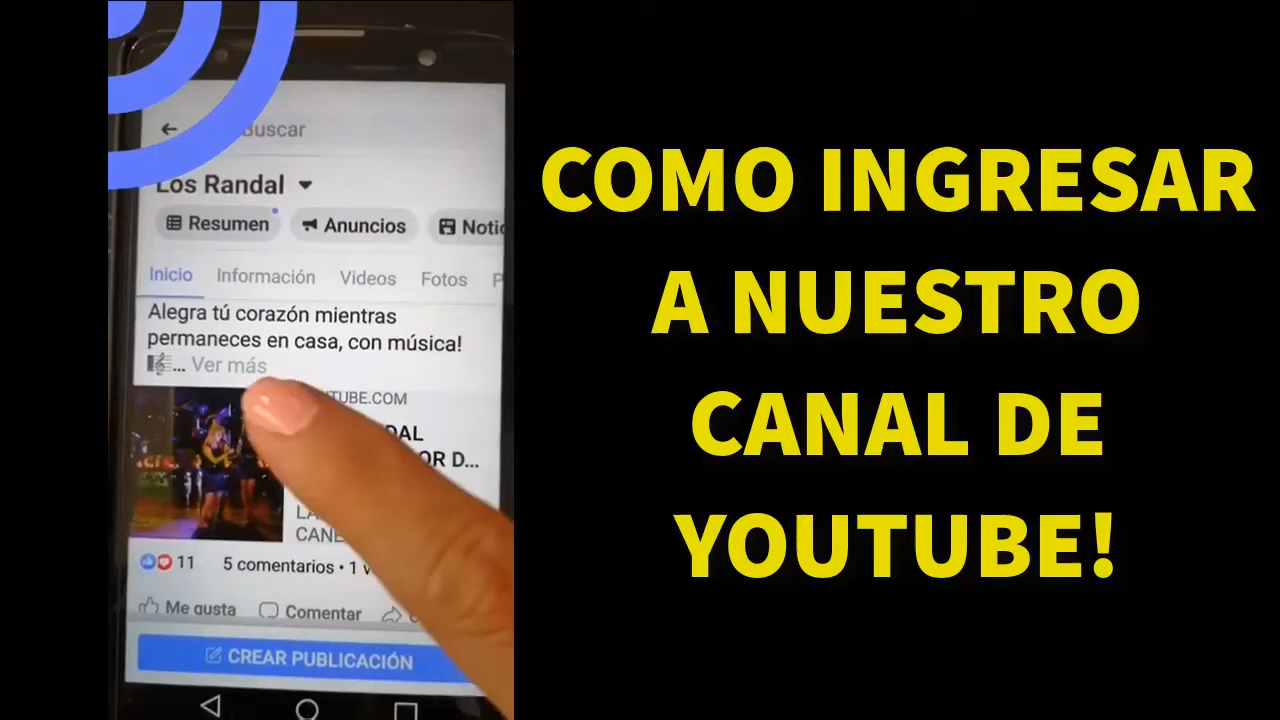 Buscar
Los Randal
Resumen
Anuncios
Inicio
Información
Videos
Fotos
Alegra tú corazón mientras
permaneces en casa, con música!
... Ver más
11
5 comentarios •
Me gusta
Comentar
CREAR PUBLICACIÓN
COMO INGRESAR
A NUESTRO
CANAL DE
YOUTUBE!